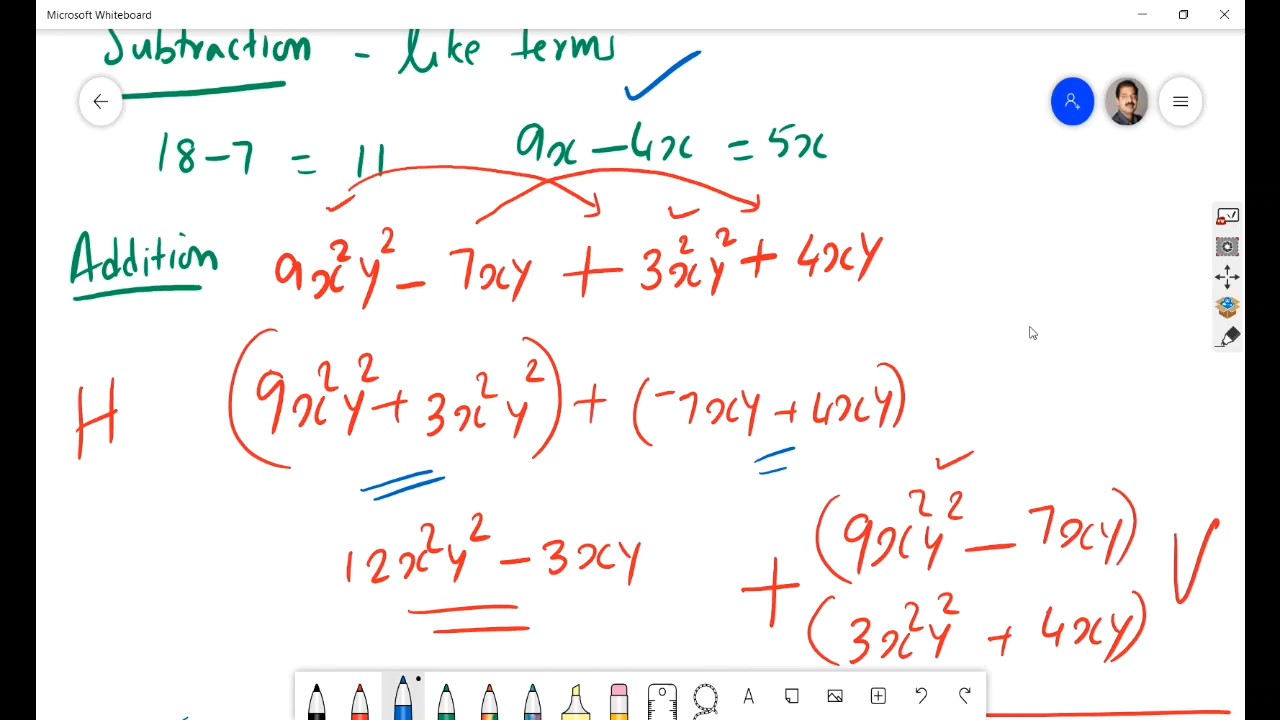 Microsoft Whiteboard
Subtraction - like terms
18 - 7 = 11
9x - 4x = 5x
Addition
9x²y² - 7xy + 3x²y² + 4xy
H
(9x²y² + 3x²y²) + (-7xy + 4xy)
12x²y² - 3xy
(9x²y² - 7xy) V
+ (3x²y² + 4xy)
A